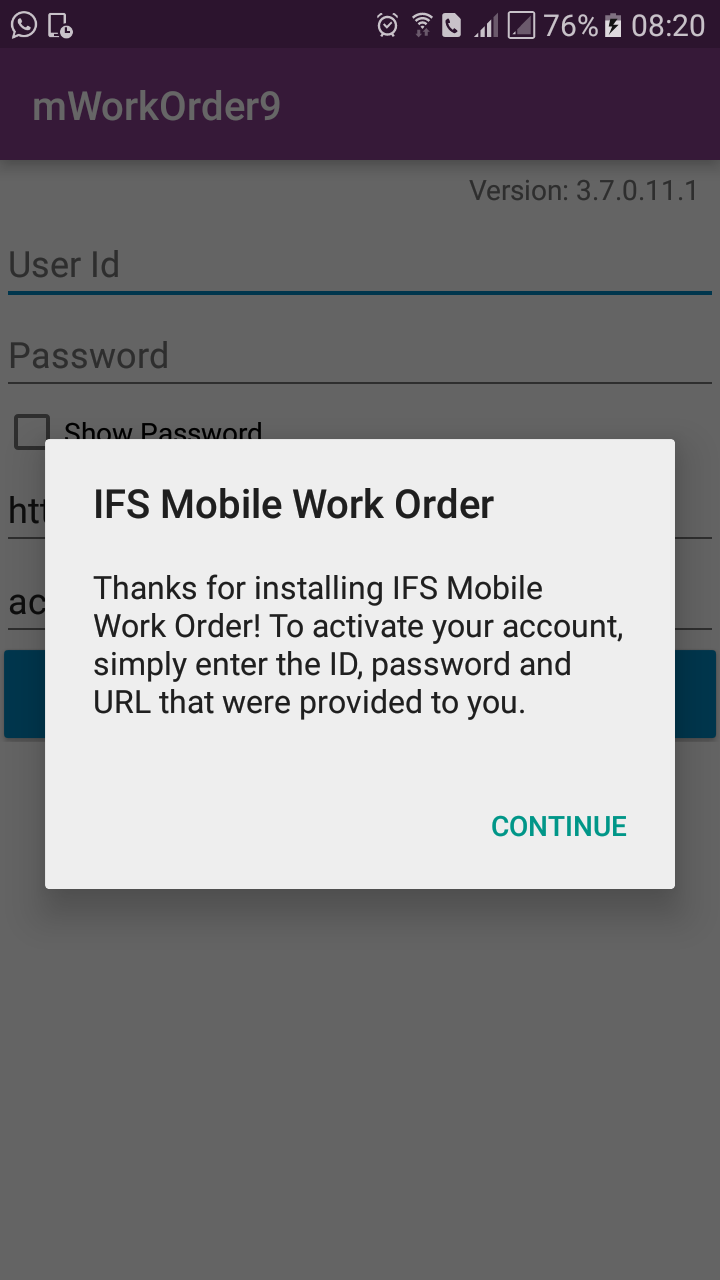 76% 08:20
mWorkOrder9
Version: 3.7.0.11.1
User Id
Password
Show Password
IFS Mobile Work Order
Thanks for installing IFS Mobile
Work Order! To activate your account,
simply enter the ID, password and
URL that were provided to you.
CONTINUE